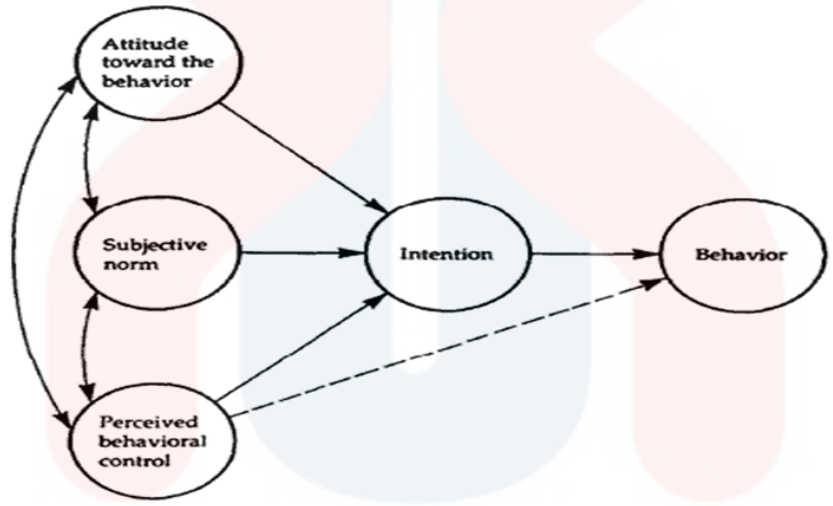 Attitude
toward the
behavior
Subjective
norm
Intention
Behavior
Perceived
behavioral
control